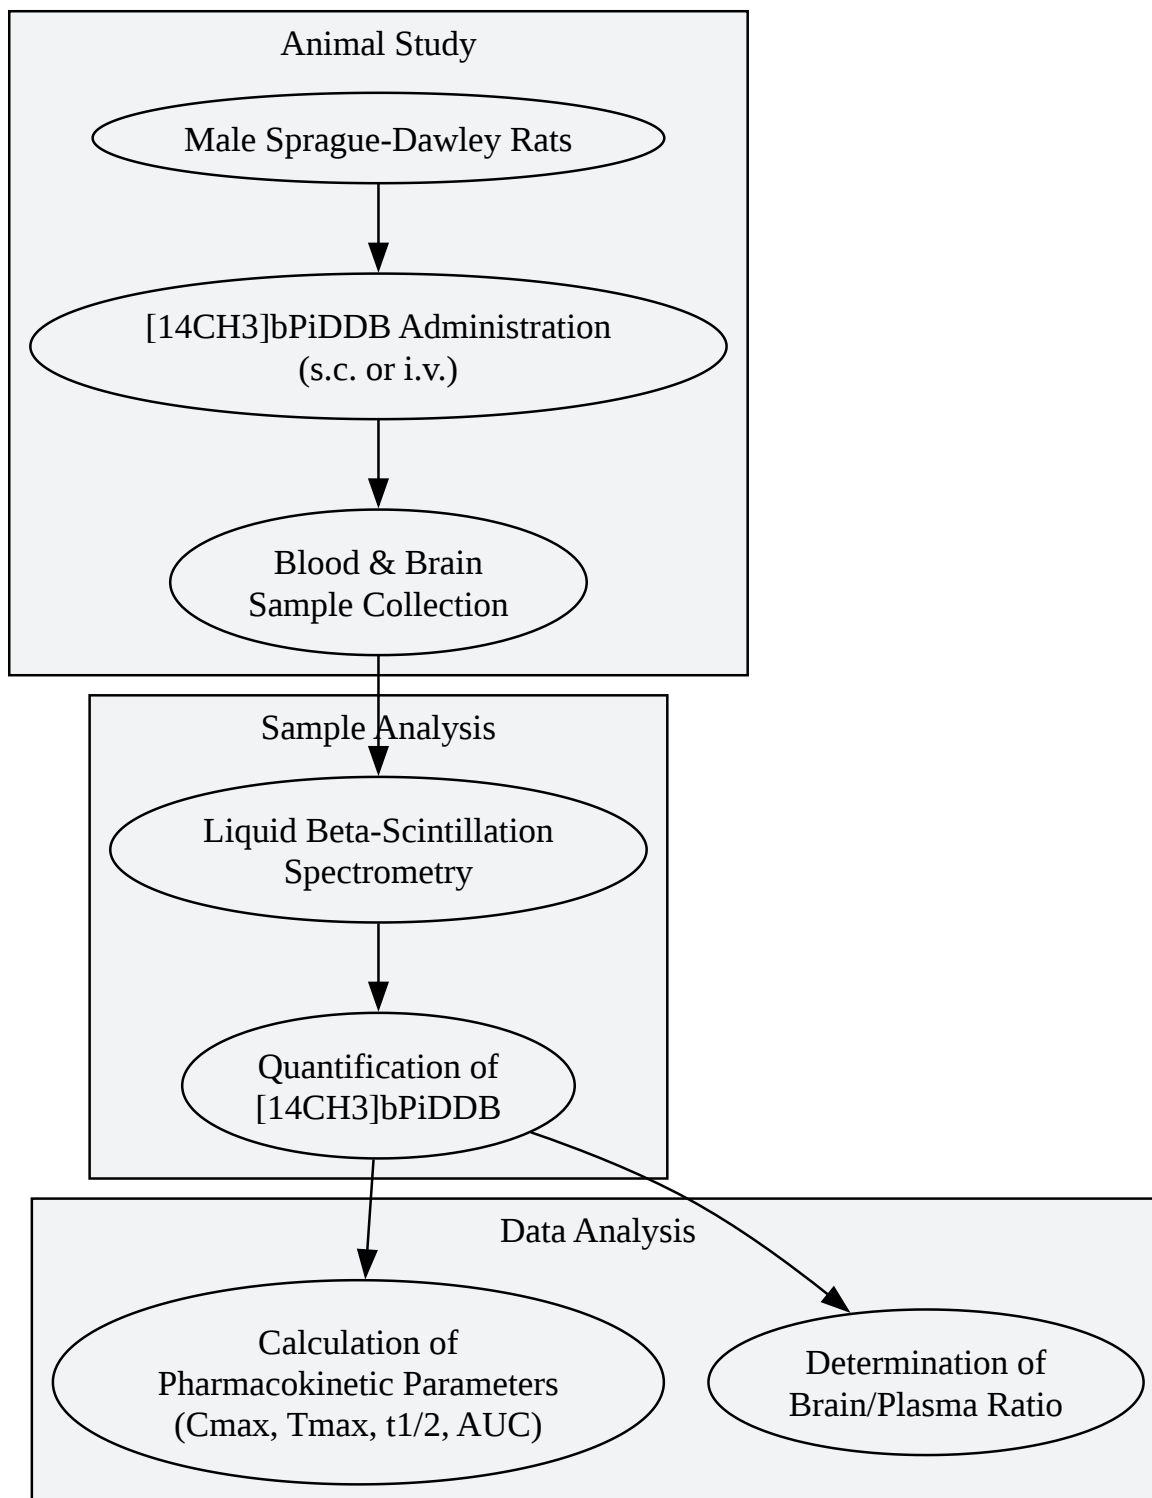 Animal Study
Male Sprague-Dawley Rats
[14CH3]bPiDDB Administration
(s.c. or i.v.)
Blood & Brain
Sample Collection
Sample Analysis
Liquid Beta-Scintillation
Spectrometry
Quantification of
[14CH3]bPiDDB
Data Analysis
Calculation of
Pharmacokinetic Parameters
(Cmax, Tmax, t1/2, AUC)
Determination of
Brain/Plasma Ratio